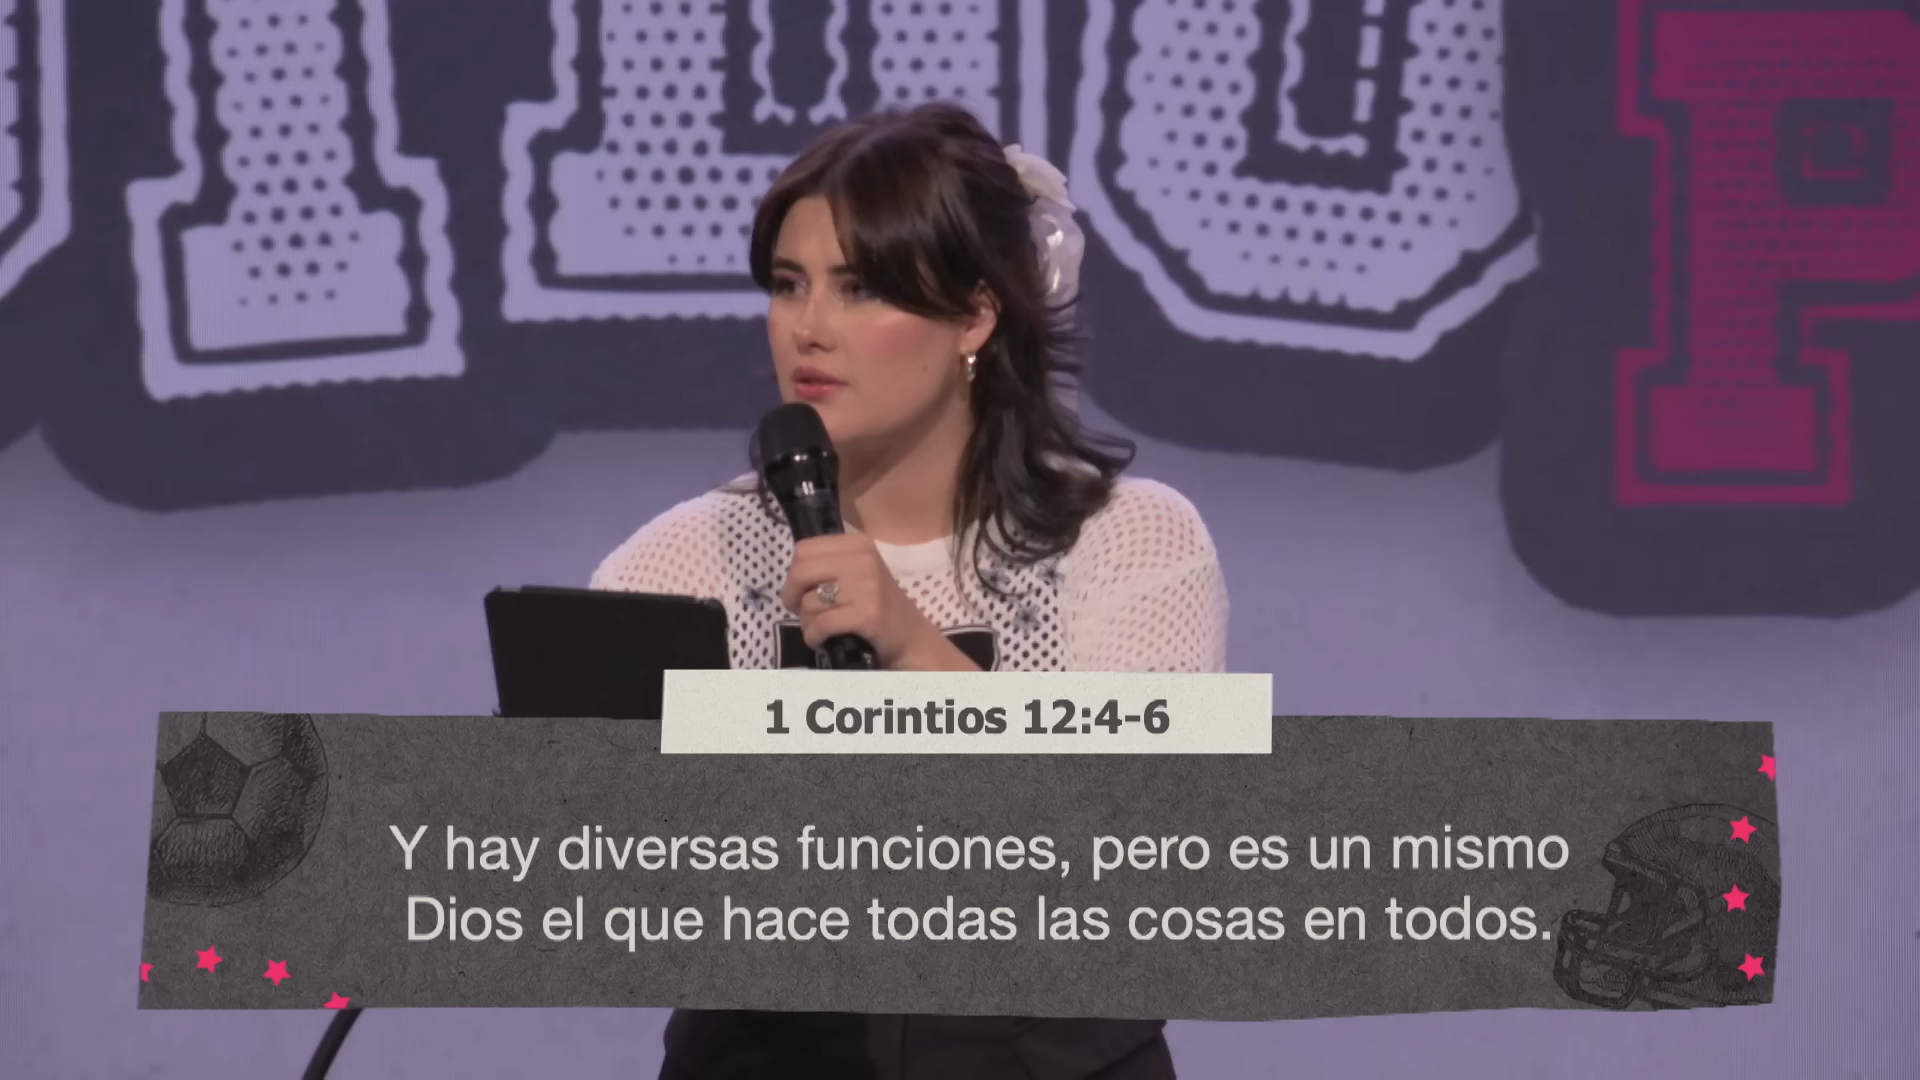 1 Corintios 12:4-6
Y hay diversas funciones, pero es un mismo
Dios el que hace todas las cosas en todos.